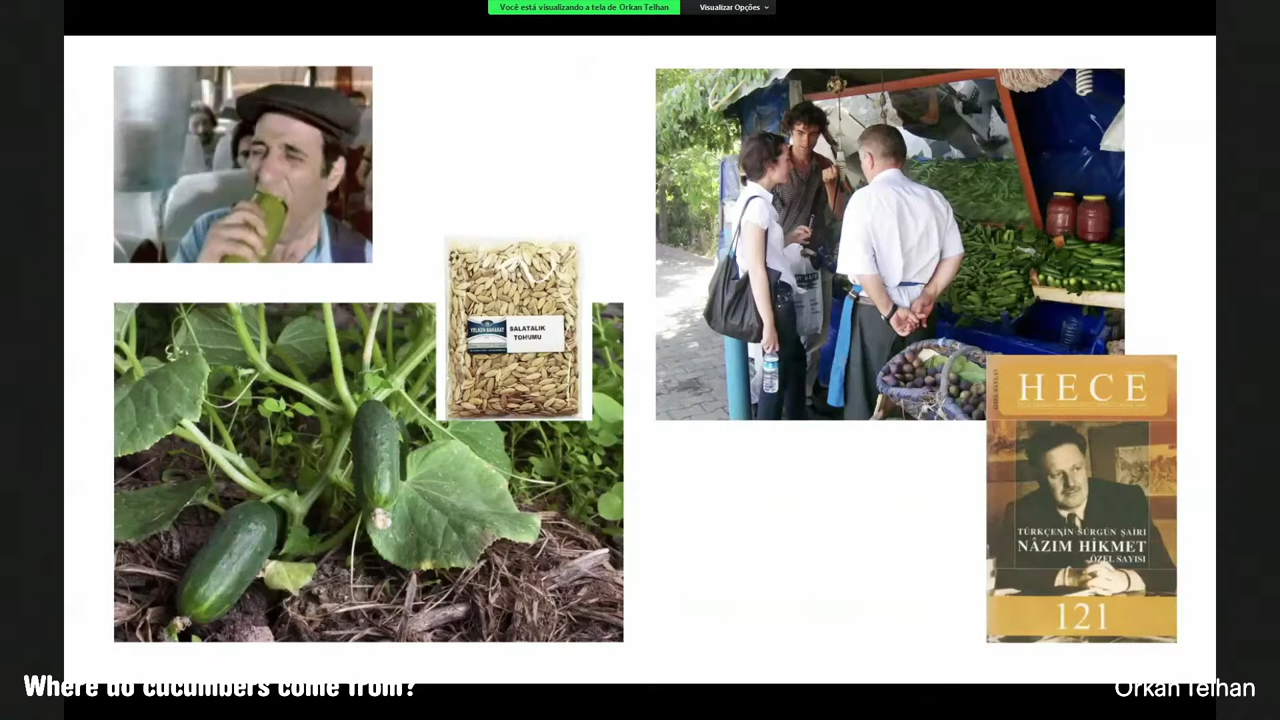 Você está visualizando a tela de Orkan Telhan
Visualizar Opções
SALATALIK
TOHUMU
HECE
TÜRKÇENİN SÜRGÜN ŞAİRİ
NÂZIM HİKMET
ÖZEL SAYISI
121
Where do cucumbers come from?
Orkan Telhan